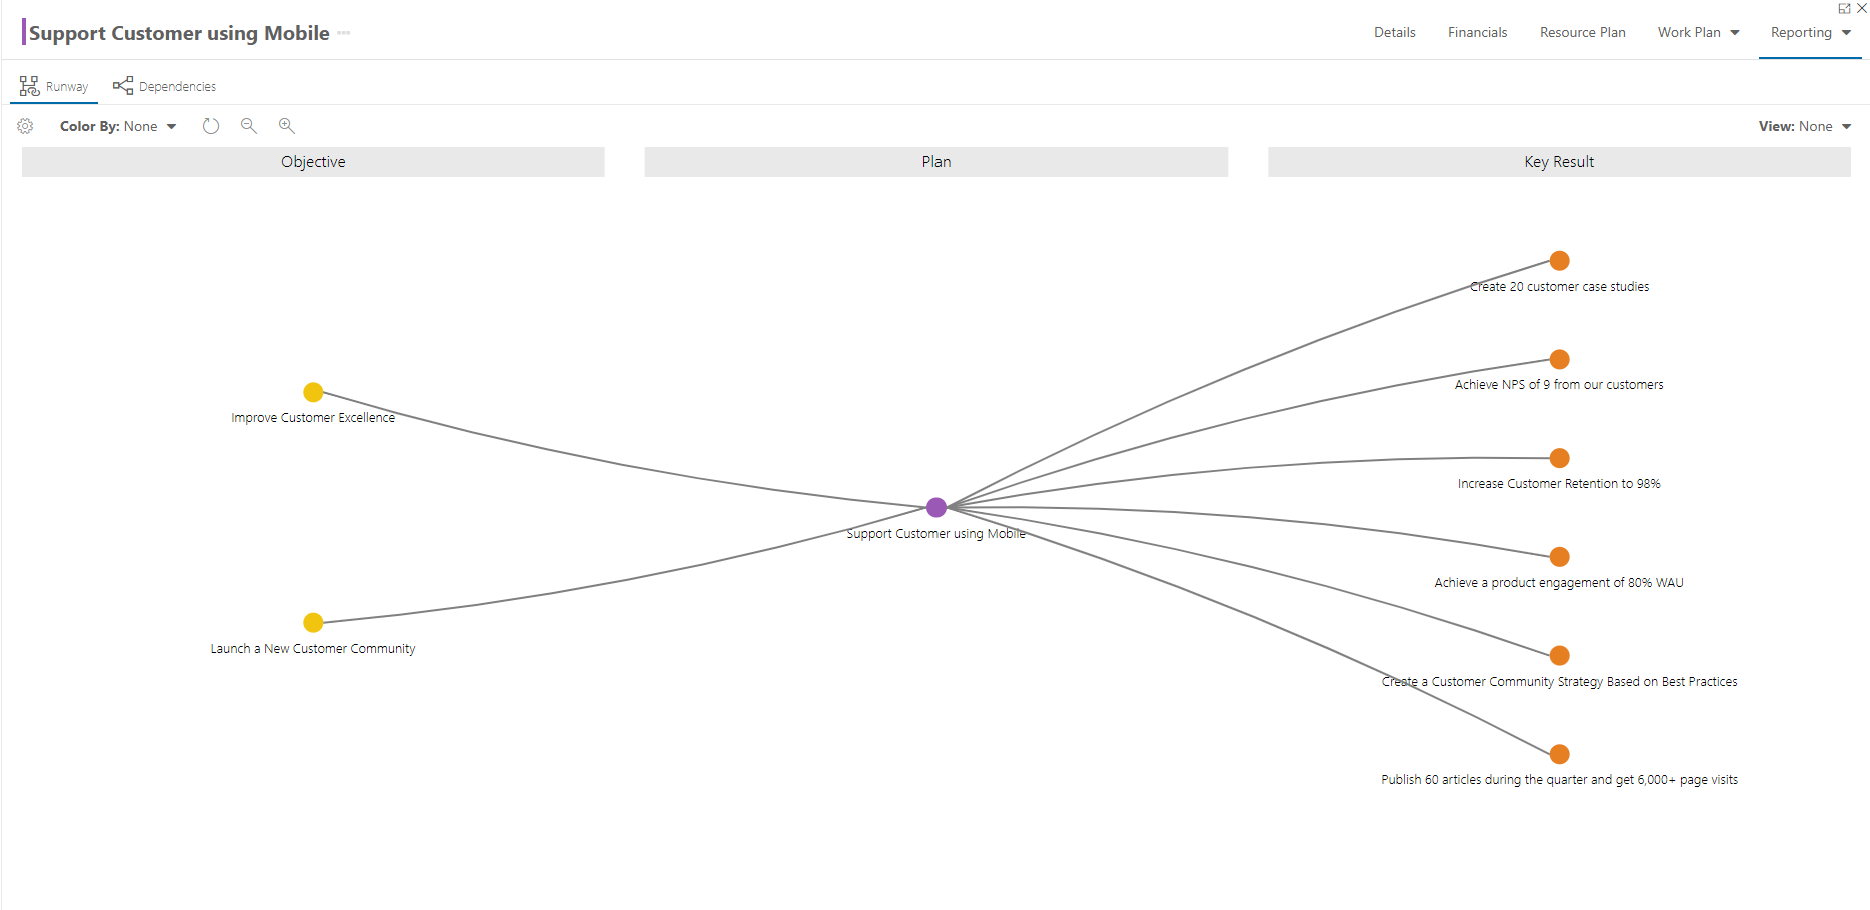 Support Customer using Mobile
Details Financials Resource Plan Work Plan Reporting
Runway Dependencies
Color By: None View: None
Objective Plan Key Result
Create 20 customer case studies
Achieve NPS of 9 from our customers
Improve Customer Excellence
Increase Customer Retention to 98%
Support Customer using Mobile
Achieve a product engagement of 80% WAU
Launch a New Customer Community
Create a Customer Community Strategy Based on Best Practices
Publish 60 articles during the quarter and get 6,000+ page visits